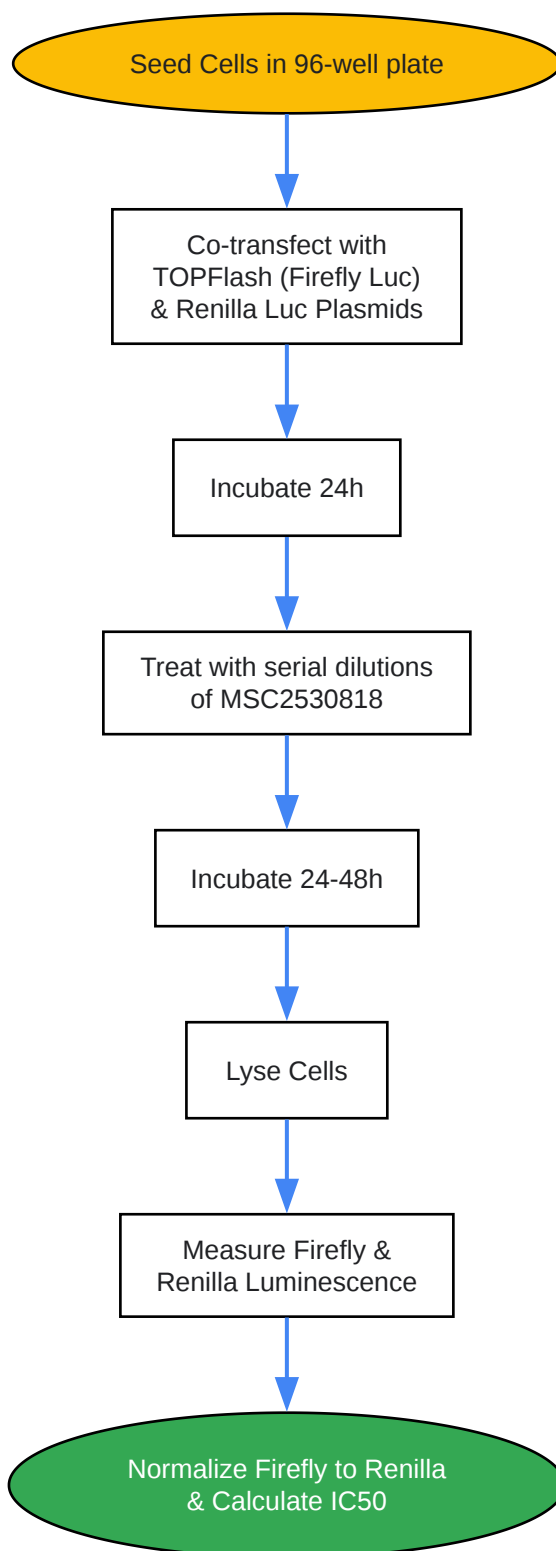 Seed Cells in 96-well plate
Co-transfect with
TOPFlash (Firefly Luc)
& Renilla Luc Plasmids
Incubate 24h
Treat with serial dilutions
of MSC2530818
Incubate 24-48h
Lyse Cells
Measure Firefly &
Renilla Luminescence
Normalize Firefly to Renilla
& Calculate IC50